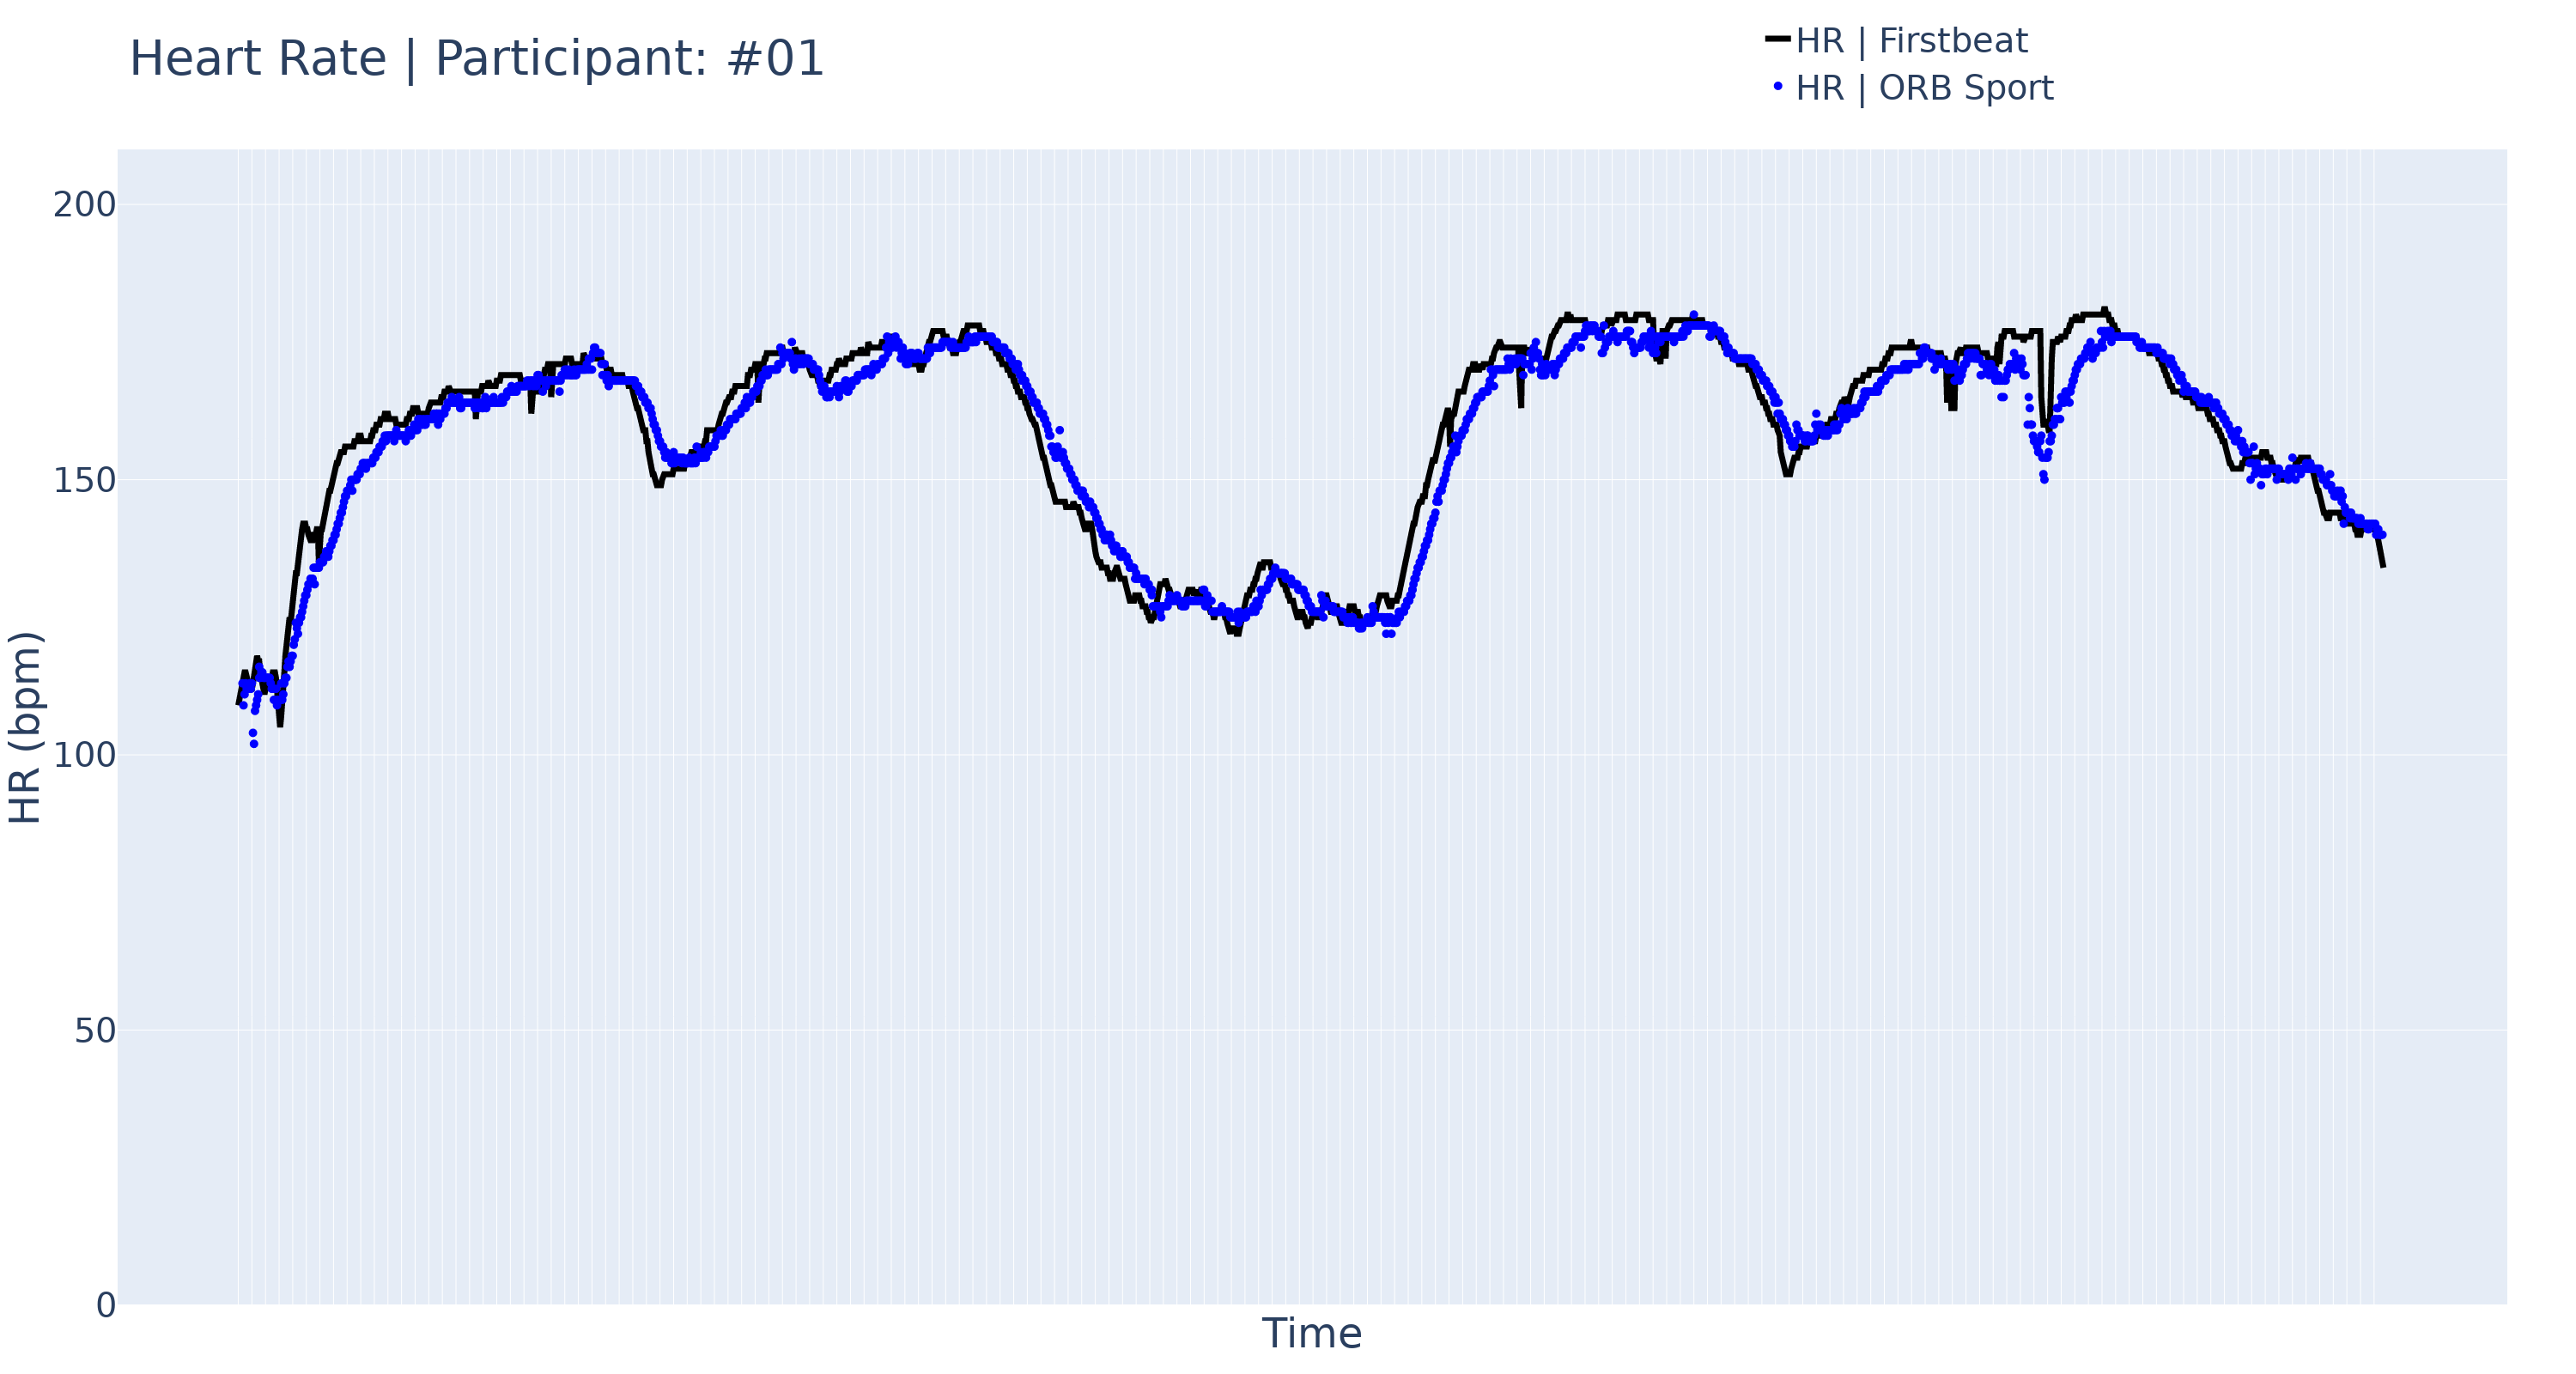 Heart Rate | Participant: #01
HR | Firstbeat
HR | ORB Sport
200
150
100
50
0
HR (bpm)
Time